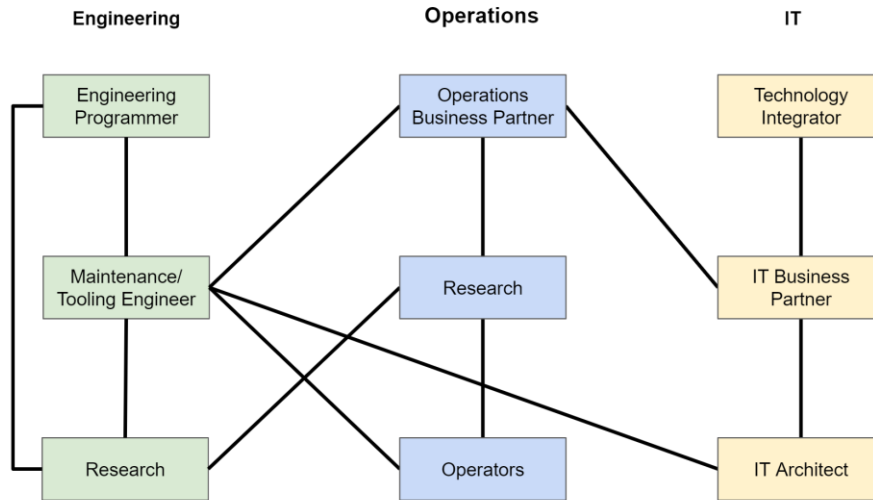 Engineering
Operations
IT
Engineering
Programmer
Operations
Business Partner
Technology
Integrator
Maintenance/
Tooling Engineer
Research
IT Business
Partner
Research
Operators
IT Architect